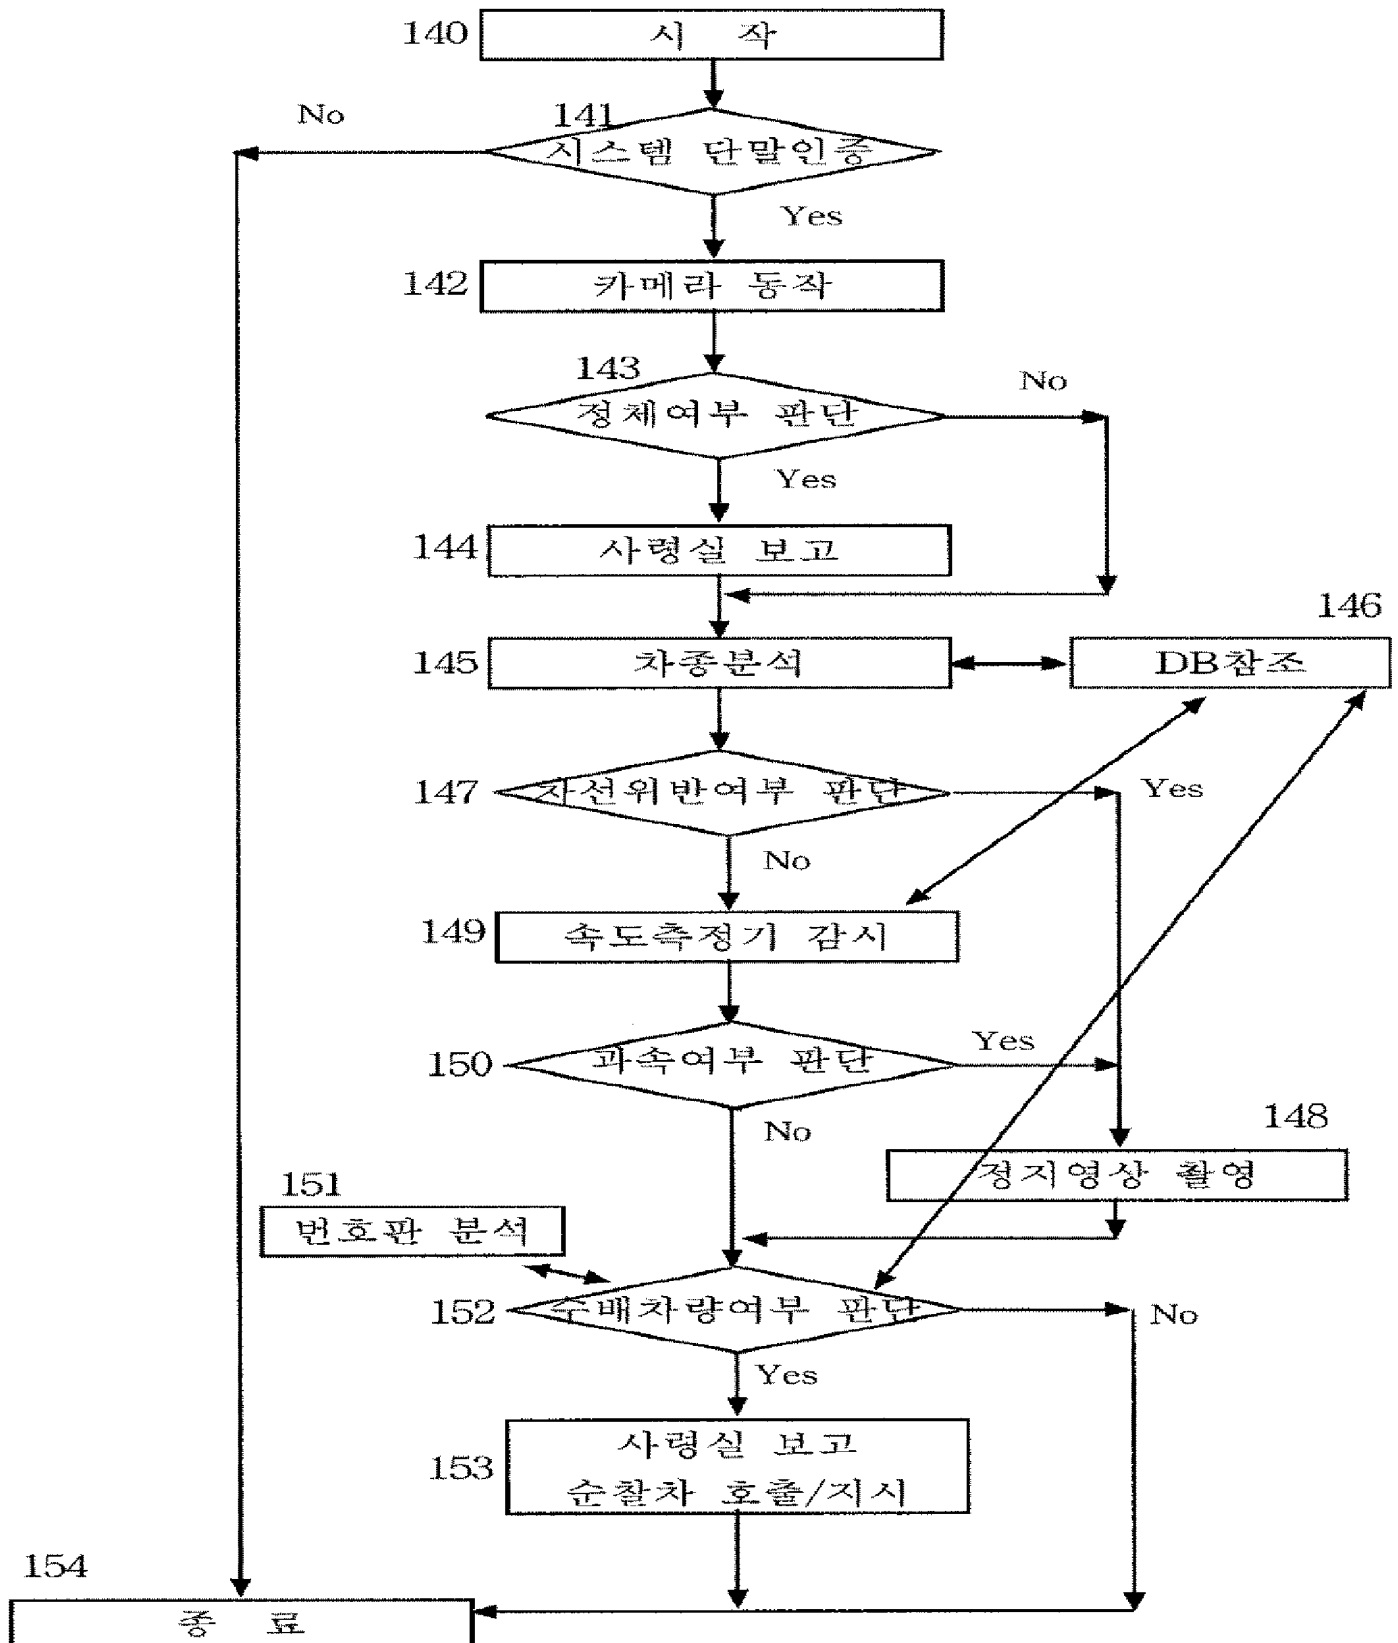 140 시 작
No
141
시스템 단말인증
Yes
142 카메라 동작
143
정체여부 판단
No
Yes
144 사령실 보고
146
145 차종분석
DB참조
147 차선위반여부 판단
Yes
No
149 속도측정기 감시
150 과속여부 판단
Yes
No
148
정지영상 촬영
151
번호판 분석
152 수배차량여부 판단
No
Yes
153 사령실 보고
순찰차 호출/지시
154
종 료